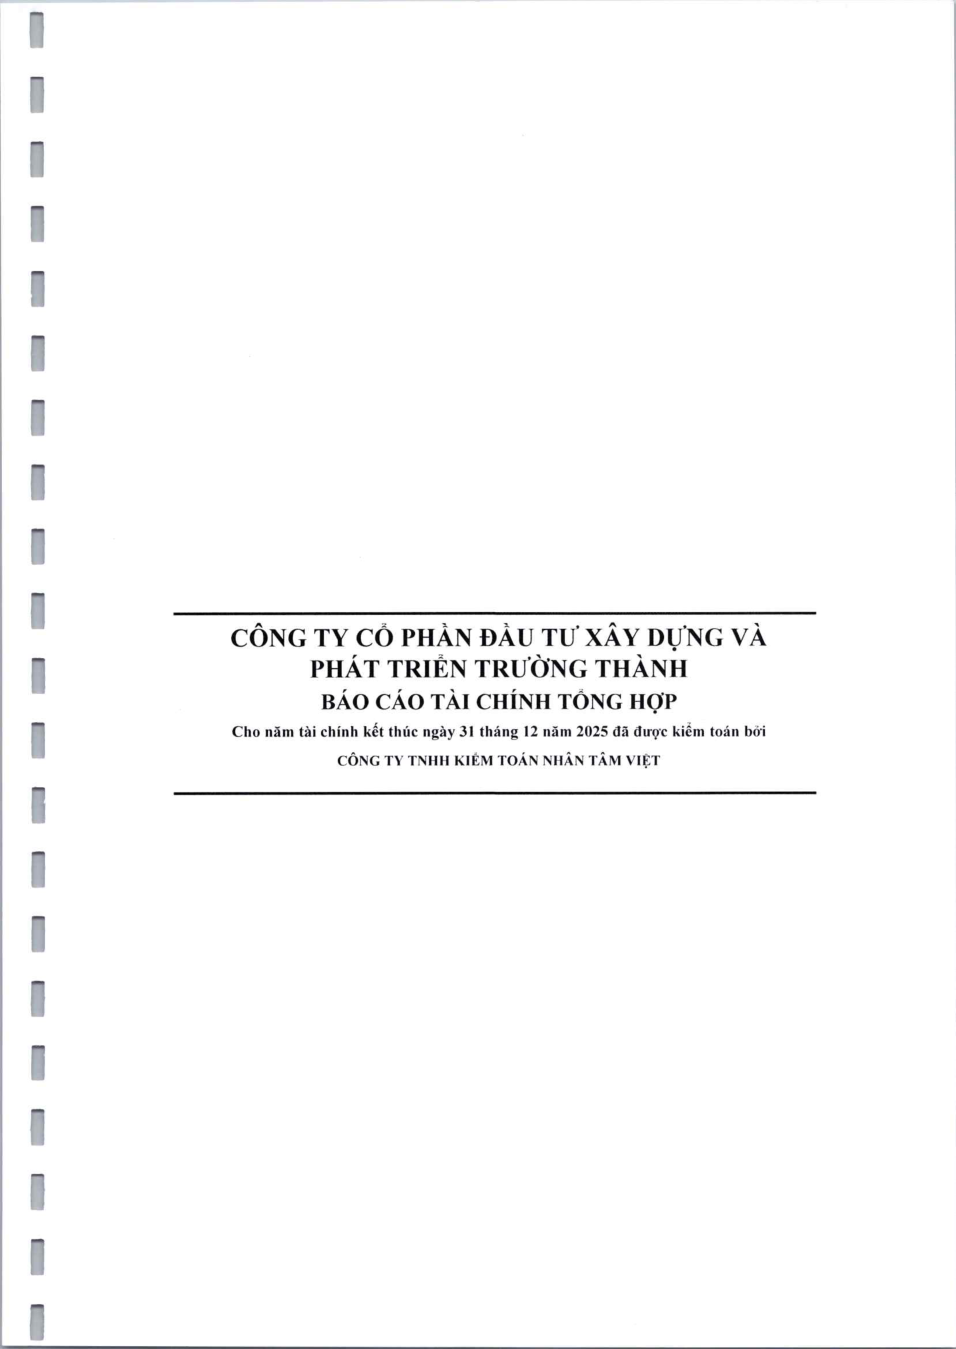 CÔNG TY CỔ PHẦN ĐẦU TƯ XÂY DỰNG VÀ
PHÁT TRIỂN TRƯỜNG THÀNH
BÁO CÁO TÀI CHÍNH TỔNG HỢP
Cho năm tài chính kết thúc ngày 31 tháng 12 năm 2025 đã được kiểm toán bởi
CÔNG TY TNHH KIỂM TOÁN NHÂN TÂM VIỆT